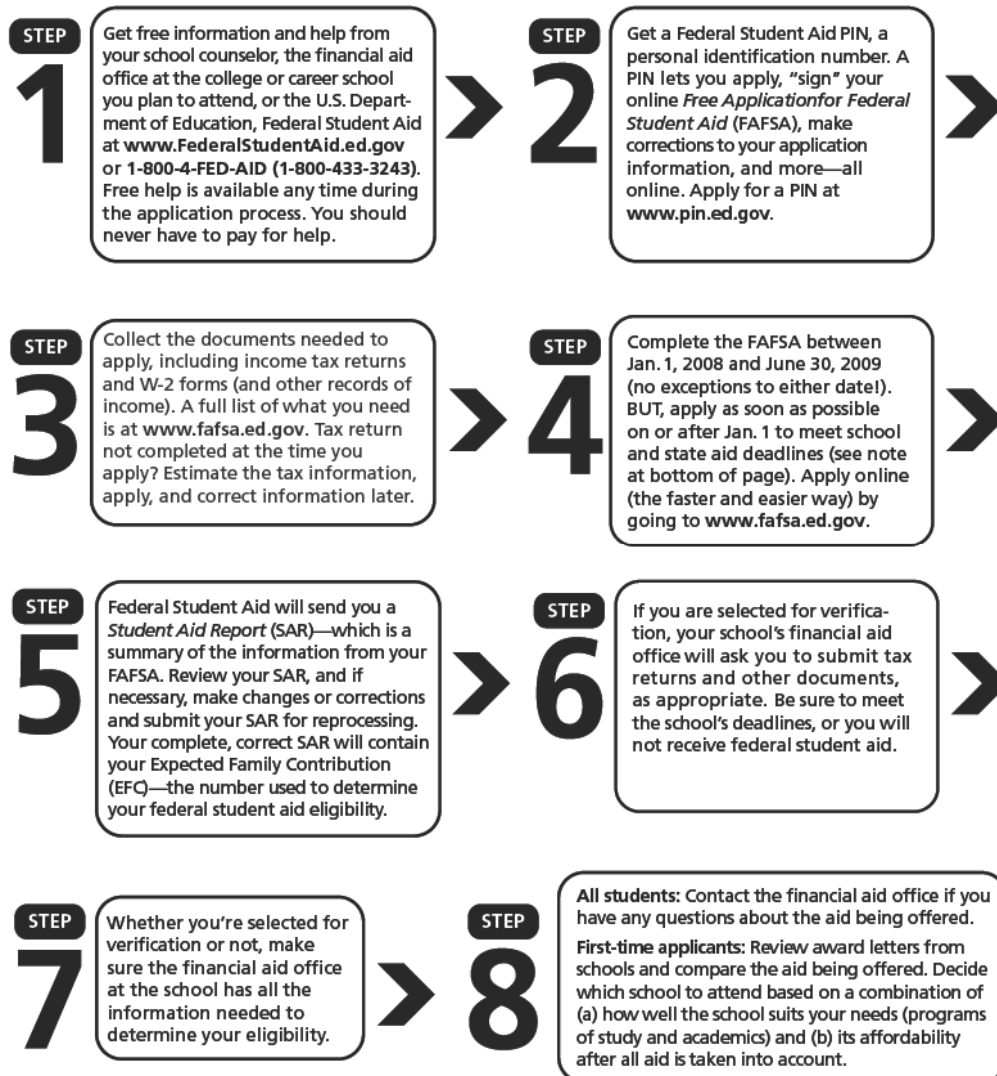 STEP
1
Get free information and help from
your school counselor, the financial aid
office at the college or career school
you plan to attend, or the U.S. Depart-
ment of Education, Federal Student Aid
at www.FederalStudentAid.ed.gov
or 1-800-4-FED-AID (1-800-433-3243).
Free help is available any time during
the application process. You should
never have to pay for help.
STEP
2
Get a Federal Student Aid PIN, a
personal identification number. A
PIN lets you apply, “sign” your
online Free Applicationfor Federal
Student Aid (FAFSA), make
corrections to your application
information, and more—all
online. Apply for a PIN at
www.pin.ed.gov.
STEP
3
Collect the documents needed to
apply, including income tax returns
and W-2 forms (and other records of
income). A full list of what you need
is at www.fafsa.ed.gov. Tax return
not completed at the time you
apply? Estimate the tax information,
apply, and correct information later.
STEP
4
Complete the FAFSA between
Jan. 1, 2008 and June 30, 2009
(no exceptions to either date!).
BUT, apply as soon as possible
on or after Jan. 1 to meet school
and state aid deadlines (see note
at bottom of page). Apply online
(the faster and easier way) by
going to www.fafsa.ed.gov.
STEP
5
Federal Student Aid will send you a
Student Aid Report (SAR)—which is a
summary of the information from your
FAFSA. Review your SAR, and if
necessary, make changes or corrections
and submit your SAR for reprocessing.
Your complete, correct SAR will contain
your Expected Family Contribution
(EFC)—the number used to determine
your federal student aid eligibility.
STEP
6
If you are selected for verifica-
tion, your school’s financial aid
office will ask you to submit tax
returns and other documents,
as appropriate. Be sure to meet
the school’s deadlines, or you will
not receive federal student aid.
STEP
7
Whether you’re selected for
verification or not, make
sure the financial aid office
at the school has all the
information needed to
determine your eligibility.
STEP
8
All students: Contact the financial aid office if you
have any questions about the aid being offered.
First-time applicants: Review award letters from
schools and compare the aid being offered. Decide
which school to attend based on a combination of
(a) how well the school suits your needs (programs
of study and academics) and (b) its affordability
after all aid is taken into account.